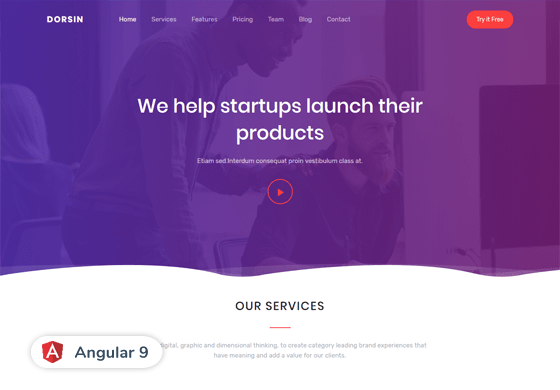 DORSIN
Home Services Features Pricing Team Blog Contact
Try it Free
We help startups launch their
products
Etiam sed.Interdum consequat proin vestibulum class at.
OUR SERVICES
digital, graphic and dimensional thinking, to create category leading brand experiences that
have meaning and add a value for our clients.
A
Angular 9